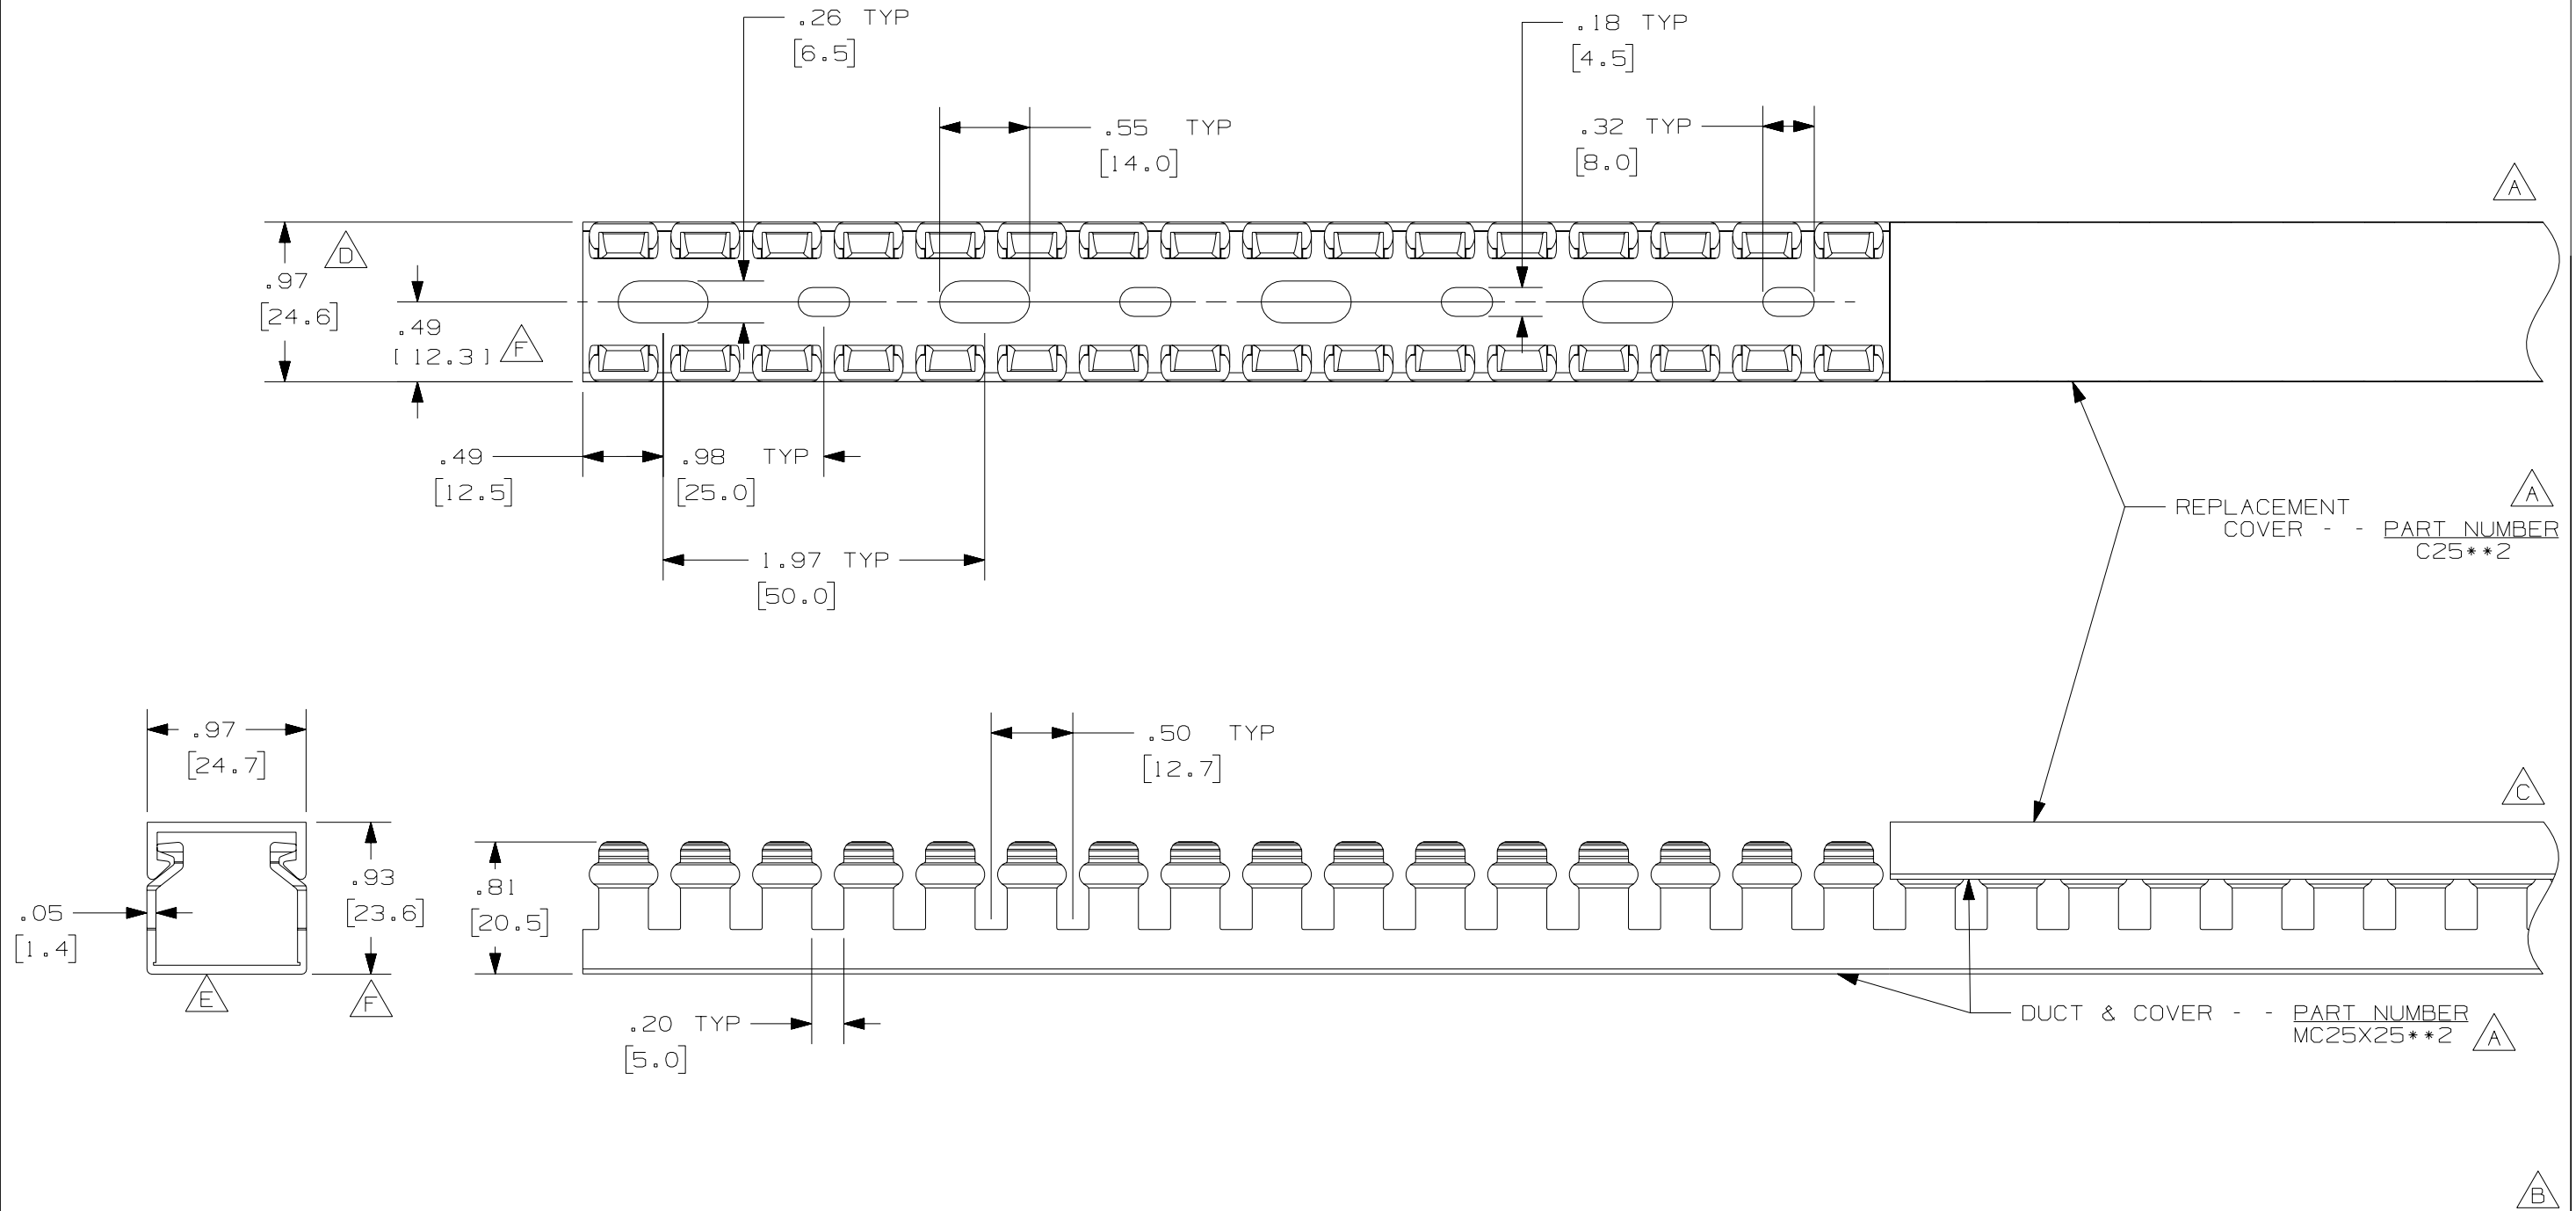 .26 TYP
[6.5]
.18 TYP
[4.5]
.55 TYP
[14.0]
.32 TYP
[8.0]
A
D
.97
[24.6]
.49
[12.3]
F
.49
[12.5]
.98 TYP
[25.0]
1.97 TYP
[50.0]
A
REPLACEMENT
COVER - - PART NUMBER
C25**2
.97
[24.7]
.50 TYP
[12.7]
C
.93
[23.6]
.81
[20.5]
.05
[1.4]
E
F
.20 TYP
[5.0]
DUCT & COVER - - PART NUMBER
MC25X25**2
A
B